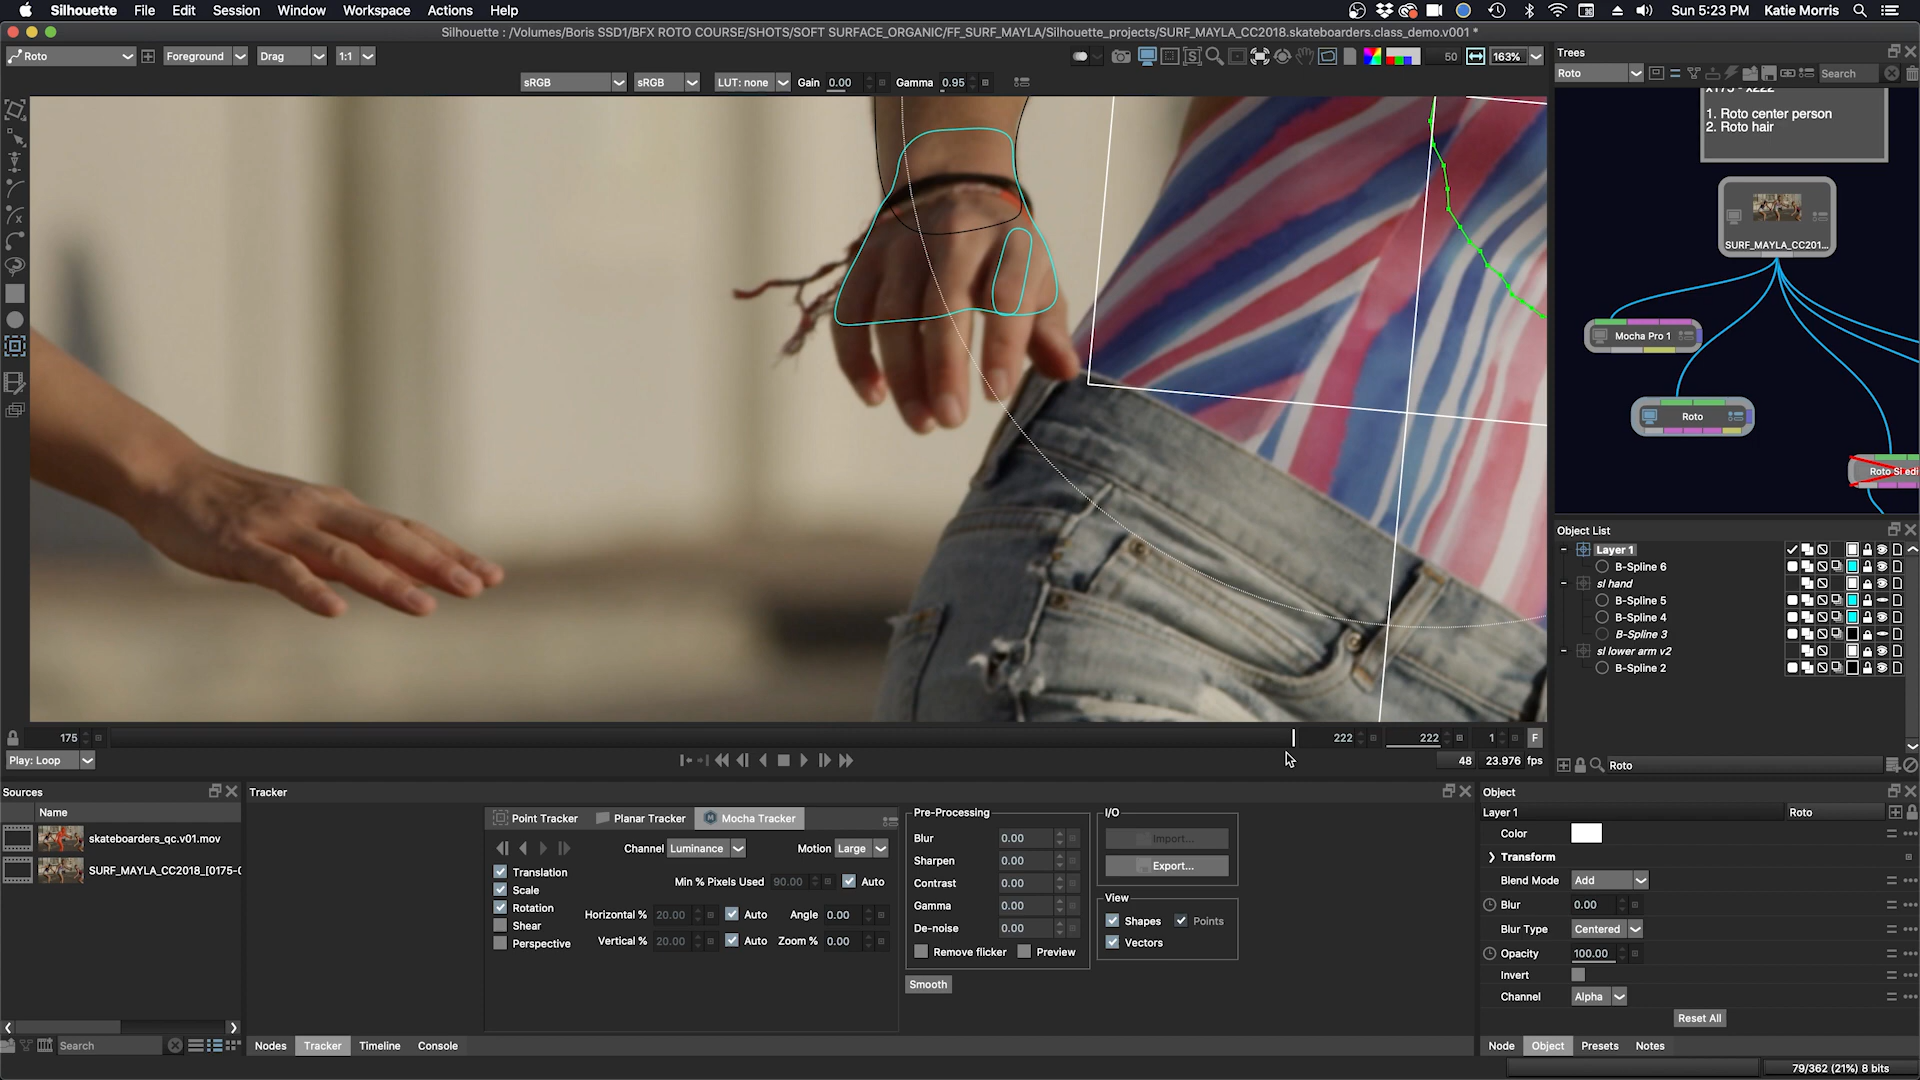 Silhouette File Edit Session Window Workspace Actions Help Sun 5:23 PM Katie Morris
Silhouette : /Volumes/Boris SSD1/BFX ROTO COURSE/SHOTS/SOFT SURFACE_ORGANIC/FF_SURF_MAYLA/Silhouette_projects/SURF_MAYLA_CC2018.skateboarders.class_demo.v001 *
Roto Foreground Drag 1:1 50 163%
sRGB sRGB LUT: none Gain 0.00 Gamma 0.95
Trees
Roto Search
x175 - x222
1. Roto center person
2. Roto hair
SURF_MAYLA_CC201...
Mocha Pro 1
Roto
Roto SI edi
Object List
Layer 1
B-Spline 6
sl hand
B-Spline 5
B-Spline 4
B-Spline 3
sl lower arm v2
B-Spline 2
Roto
175 222 222 1 F
Play: Loop 48 23.976 fps
Sources
Name
skateboarders_qc.v01.mov
SURF_MAYLA_CC2018_[0175-0
Search
Tracker
Point Tracker Planar Tracker Mocha Tracker
Channel Luminance Motion Large
Translation
Scale
Rotation
Shear
Perspective
Min % Pixels Used 90.00 Auto
Horizontal % 20.00 Auto Angle 0.00
Vertical % 20.00 Auto Zoom % 0.00
Pre-Processing
Blur 0.00
Sharpen 0.00
Contrast 0.00
Gamma 0.00
De-noise 0.00
Remove flicker Preview
Smooth
I/O
Import...
Export...
View
Shapes Points
Vectors
Nodes Tracker Timeline Console
Object
Layer 1 Roto
Color
Transform
Blend Mode Add
Blur 0.00
Blur Type Centered
Opacity 100.00
Invert
Channel Alpha
Reset All
Node Object Presets Notes
79/362 (21%) 8 bits